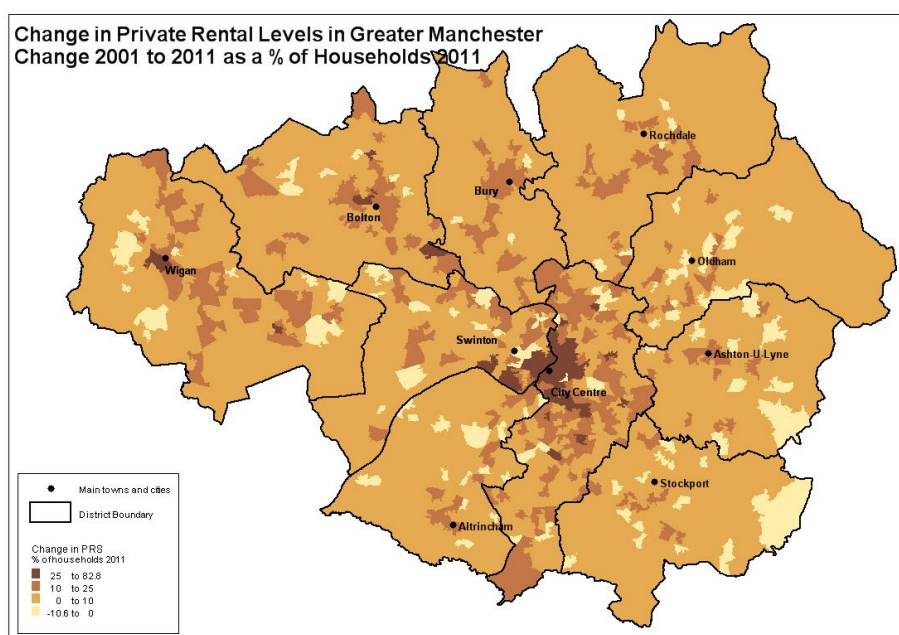 Change in Private Rental Levels in Greater Manchester
Change 2001 to 2011 as a % of Households 2011
Rochdale
Bury
Bolton
Oldham
Wigan
Swinton
Ashton-U-Lyne
City Centre
Stockport
Altrincham
Main towns and cities
District Boundary
Change in PRS
% of households 2011
25 to 82.8
10 to 25
0 to 10
-10.6 to 0